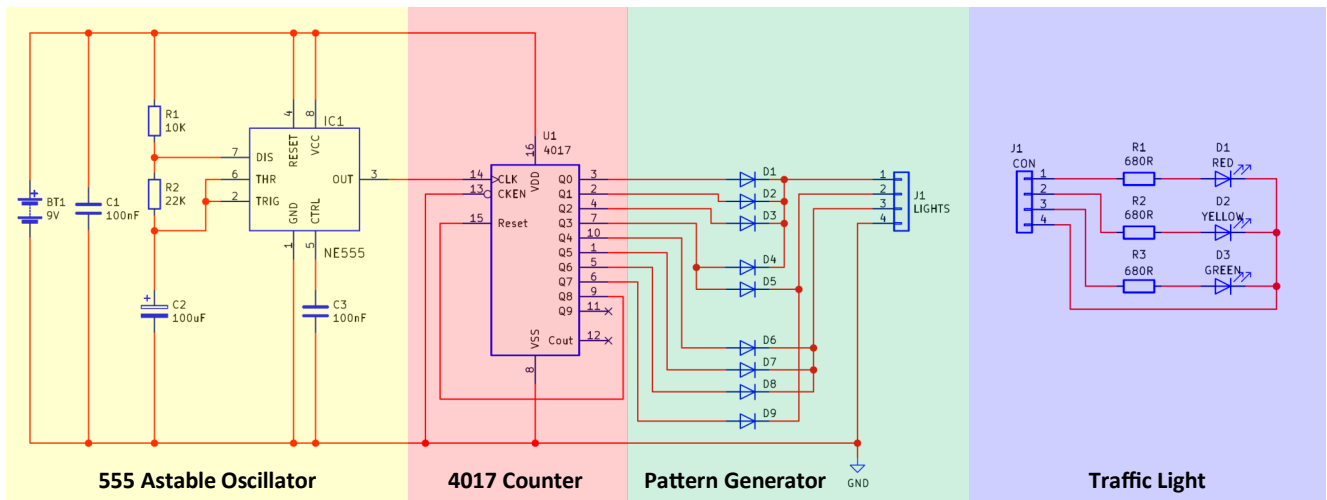 BT1
9V
C1
100nF
R1
10K
R2
22K
C2
100uF
IC1
NE555
4
8
RESET
VCC
7
DIS
6
THR
2
TRIG
OUT
3
GND
CTRL
1
5
C3
100nF
U1
4017
16
VDD
14
CLK
13
CKEN
15
Reset
Q0 3
Q1 2
Q2 4
Q3 7
Q4 10
Q5 1
Q6 5
Q7 6
Q8 9
Q9 11
Cout 12
VSS
8
D1
D2
D3
D4
D5
D6
D7
D8
D9
1
2
3
4
J1
LIGHTS
GND
J1
CON
1
2
3
4
R1
680R
D1
RED
R2
680R
D2
YELLOW
R3
680R
D3
GREEN
555 Astable Oscillator
4017 Counter
Pattern Generator
Traffic Light